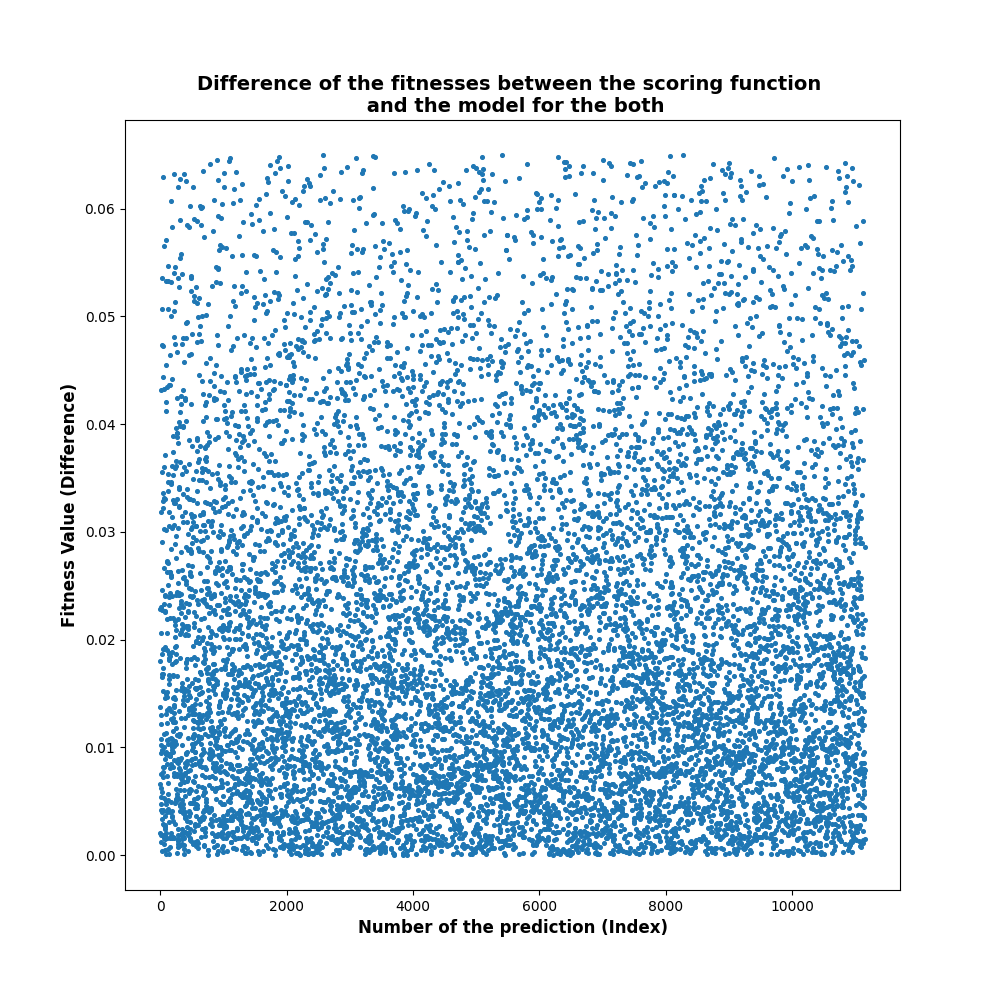 Difference of the fitnesses between the scoring function
and the model for the both
0.06
0.05
0.04
0.03
0.02
0.01
0.00
Fitness Value (Difference)
0 2000 4000 6000 8000 10000
Number of the prediction (Index)